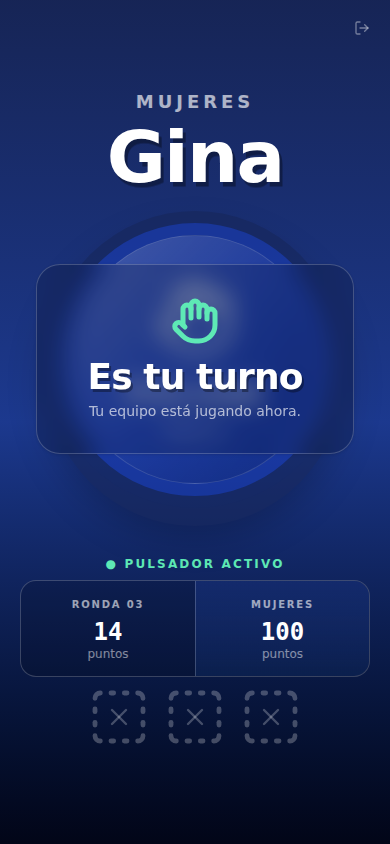 MUJERES
Gina
Es tu turno
Tu equipo está jugando ahora.
PULSADOR ACTIVO
RONDA 03
14
puntos
MUJERES
100
puntos